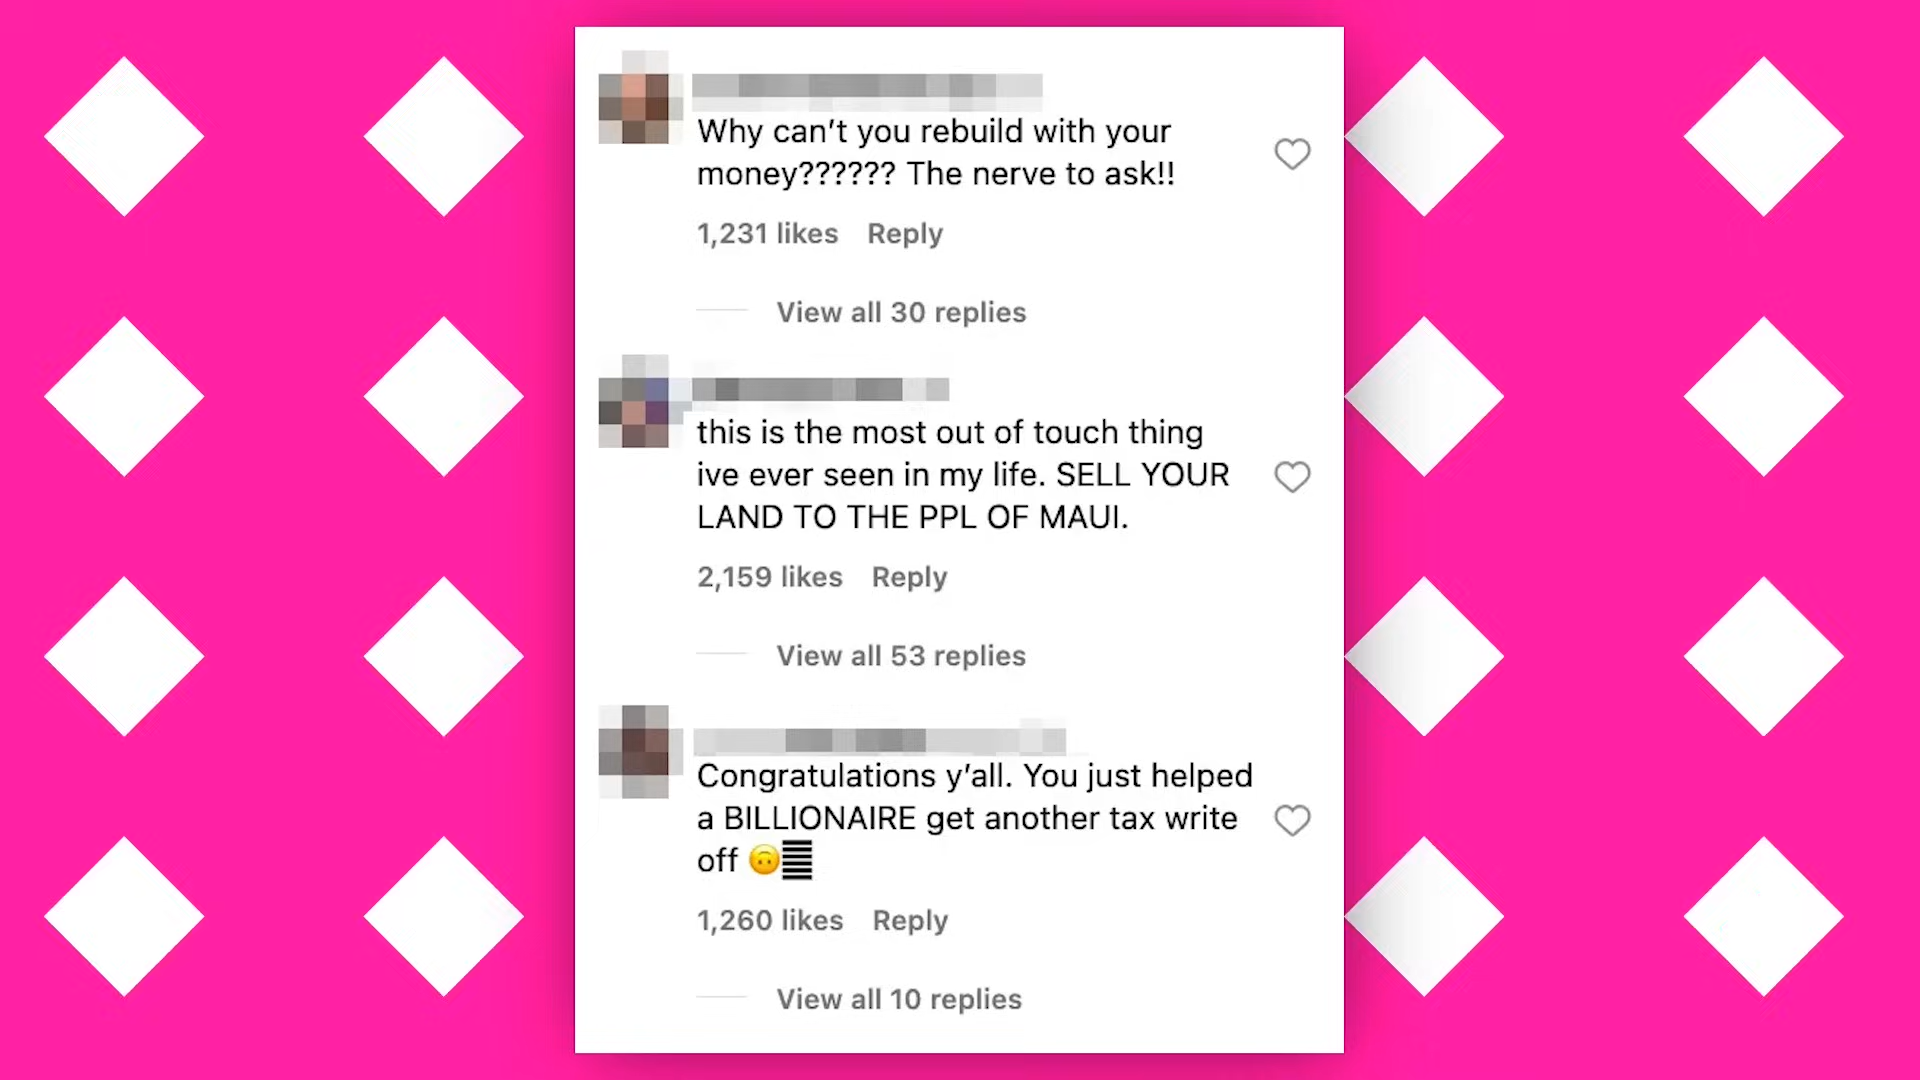 Why can't you rebuild with your
money?????? The nerve to ask!!
1,231 likes Reply
View all 30 replies
this is the most out of touch thing
ive ever seen in my life. SELL YOUR
LAND TO THE PPL OF MAUI.
2,159 likes Reply
View all 53 replies
Congratulations y'all. You just helped
a BILLIONAIRE get another tax write
off 🙃
1,260 likes Reply
View all 10 replies